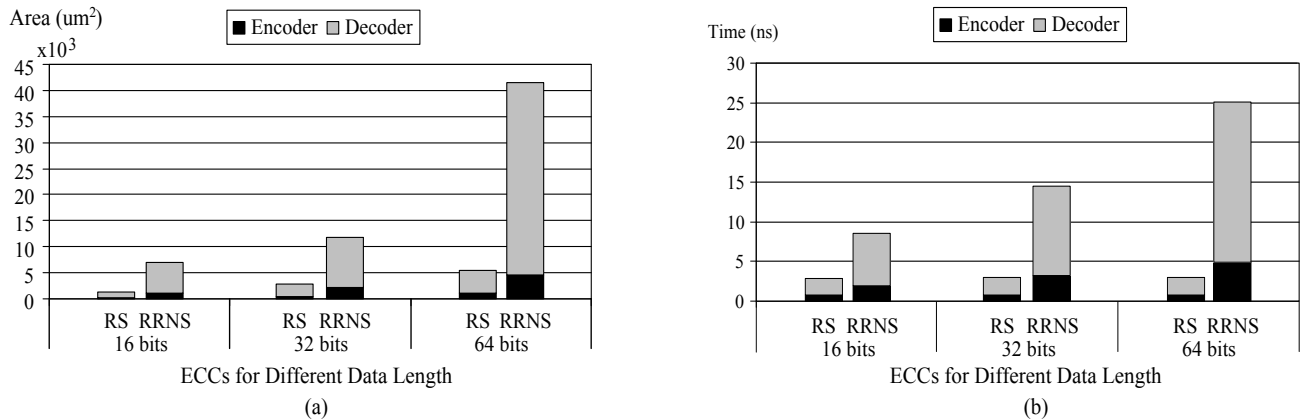 Area (um²)
x10³
Encoder Decoder
45
40
35
30
25
20
15
10
5
0
RS RRNS RS RRNS RS RRNS
16 bits 32 bits 64 bits
ECCs for Different Data Length
(a)
Time (ns)
Encoder Decoder
30
25
20
15
10
5
0
RS RRNS RS RRNS RS RRNS
16 bits 32 bits 64 bits
ECCs for Different Data Length
(b)